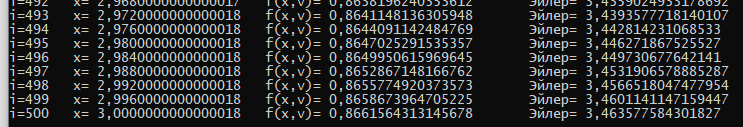 i=493 x= 2,9720000000000018 f(x,v)= 0,8641148136305948 Эйлер= 3,4393577718140107
i=494 x= 2,9760000000000018 f(x,v)= 0,8644091142484769 Эйлер= 3,442814231068533
i=495 x= 2,9800000000000018 f(x,v)= 0,8647025291535357 Эйлер= 3,446271867525527
i=496 x= 2,9840000000000018 f(x,v)= 0,8649950615969645 Эйлер= 3,449730677642141
i=497 x= 2,9880000000000018 f(x,v)= 0,8652867148166762 Эйлер= 3,4531906578885287
i=498 x= 2,9920000000000018 f(x,v)= 0,8655774920373573 Эйлер= 3,4566518047477954
i=499 x= 2,9960000000000018 f(x,v)= 0,8658673964705225 Эйлер= 3,4601141147159447
i=500 x= 3,0000000000000018 f(x,v)= 0,8661564313145678 Эйлер= 3,463577584301827